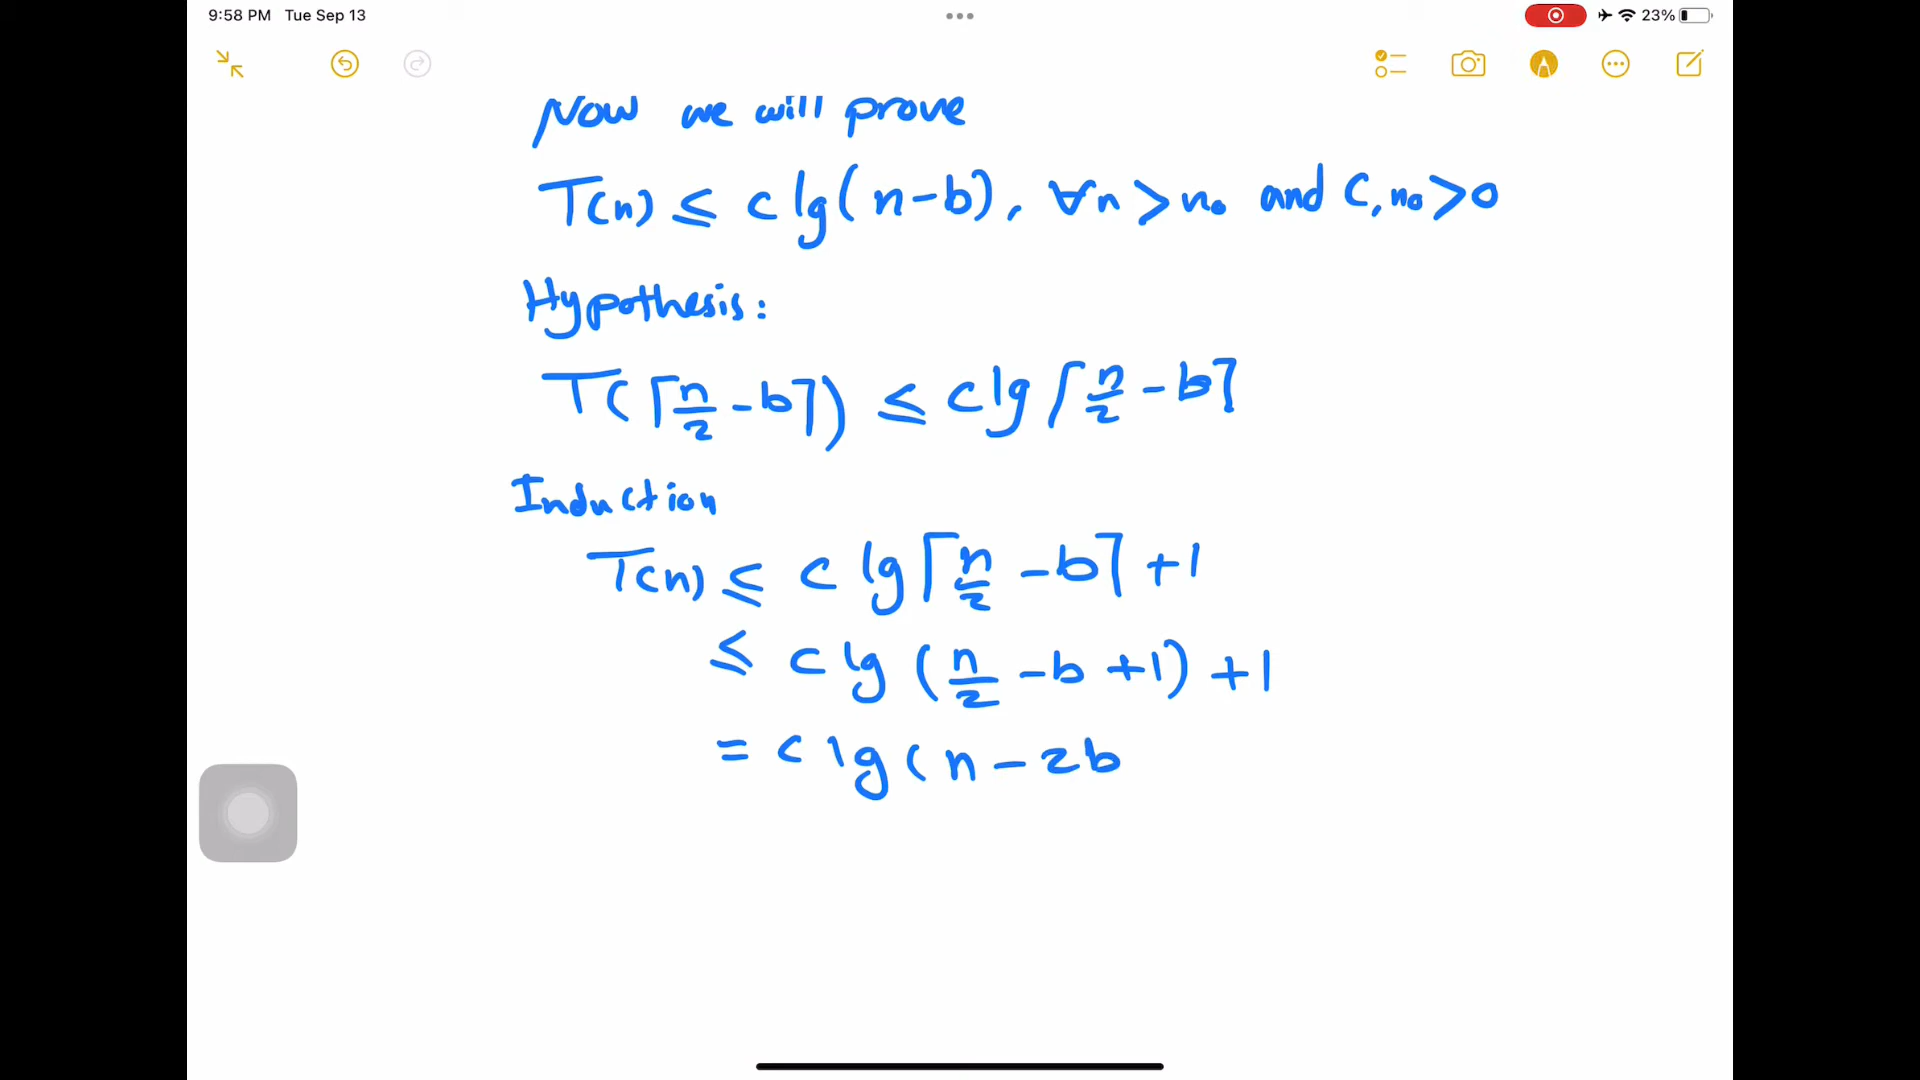 9:58 PM Tue Sep 13
23%
Now we will prove
T(n) ≤ c lg(n-b), ∀n > n₀ and C, n₀ > 0
Hypothesis:
T(⌈n/2 - b⌉) ≤ c lg⌈n/2 - b⌉
Induction
T(n) ≤ c lg⌈n/2 - b⌉ + 1
≤ c lg (n/2 - b + 1) + 1
= c lg(n - 2b